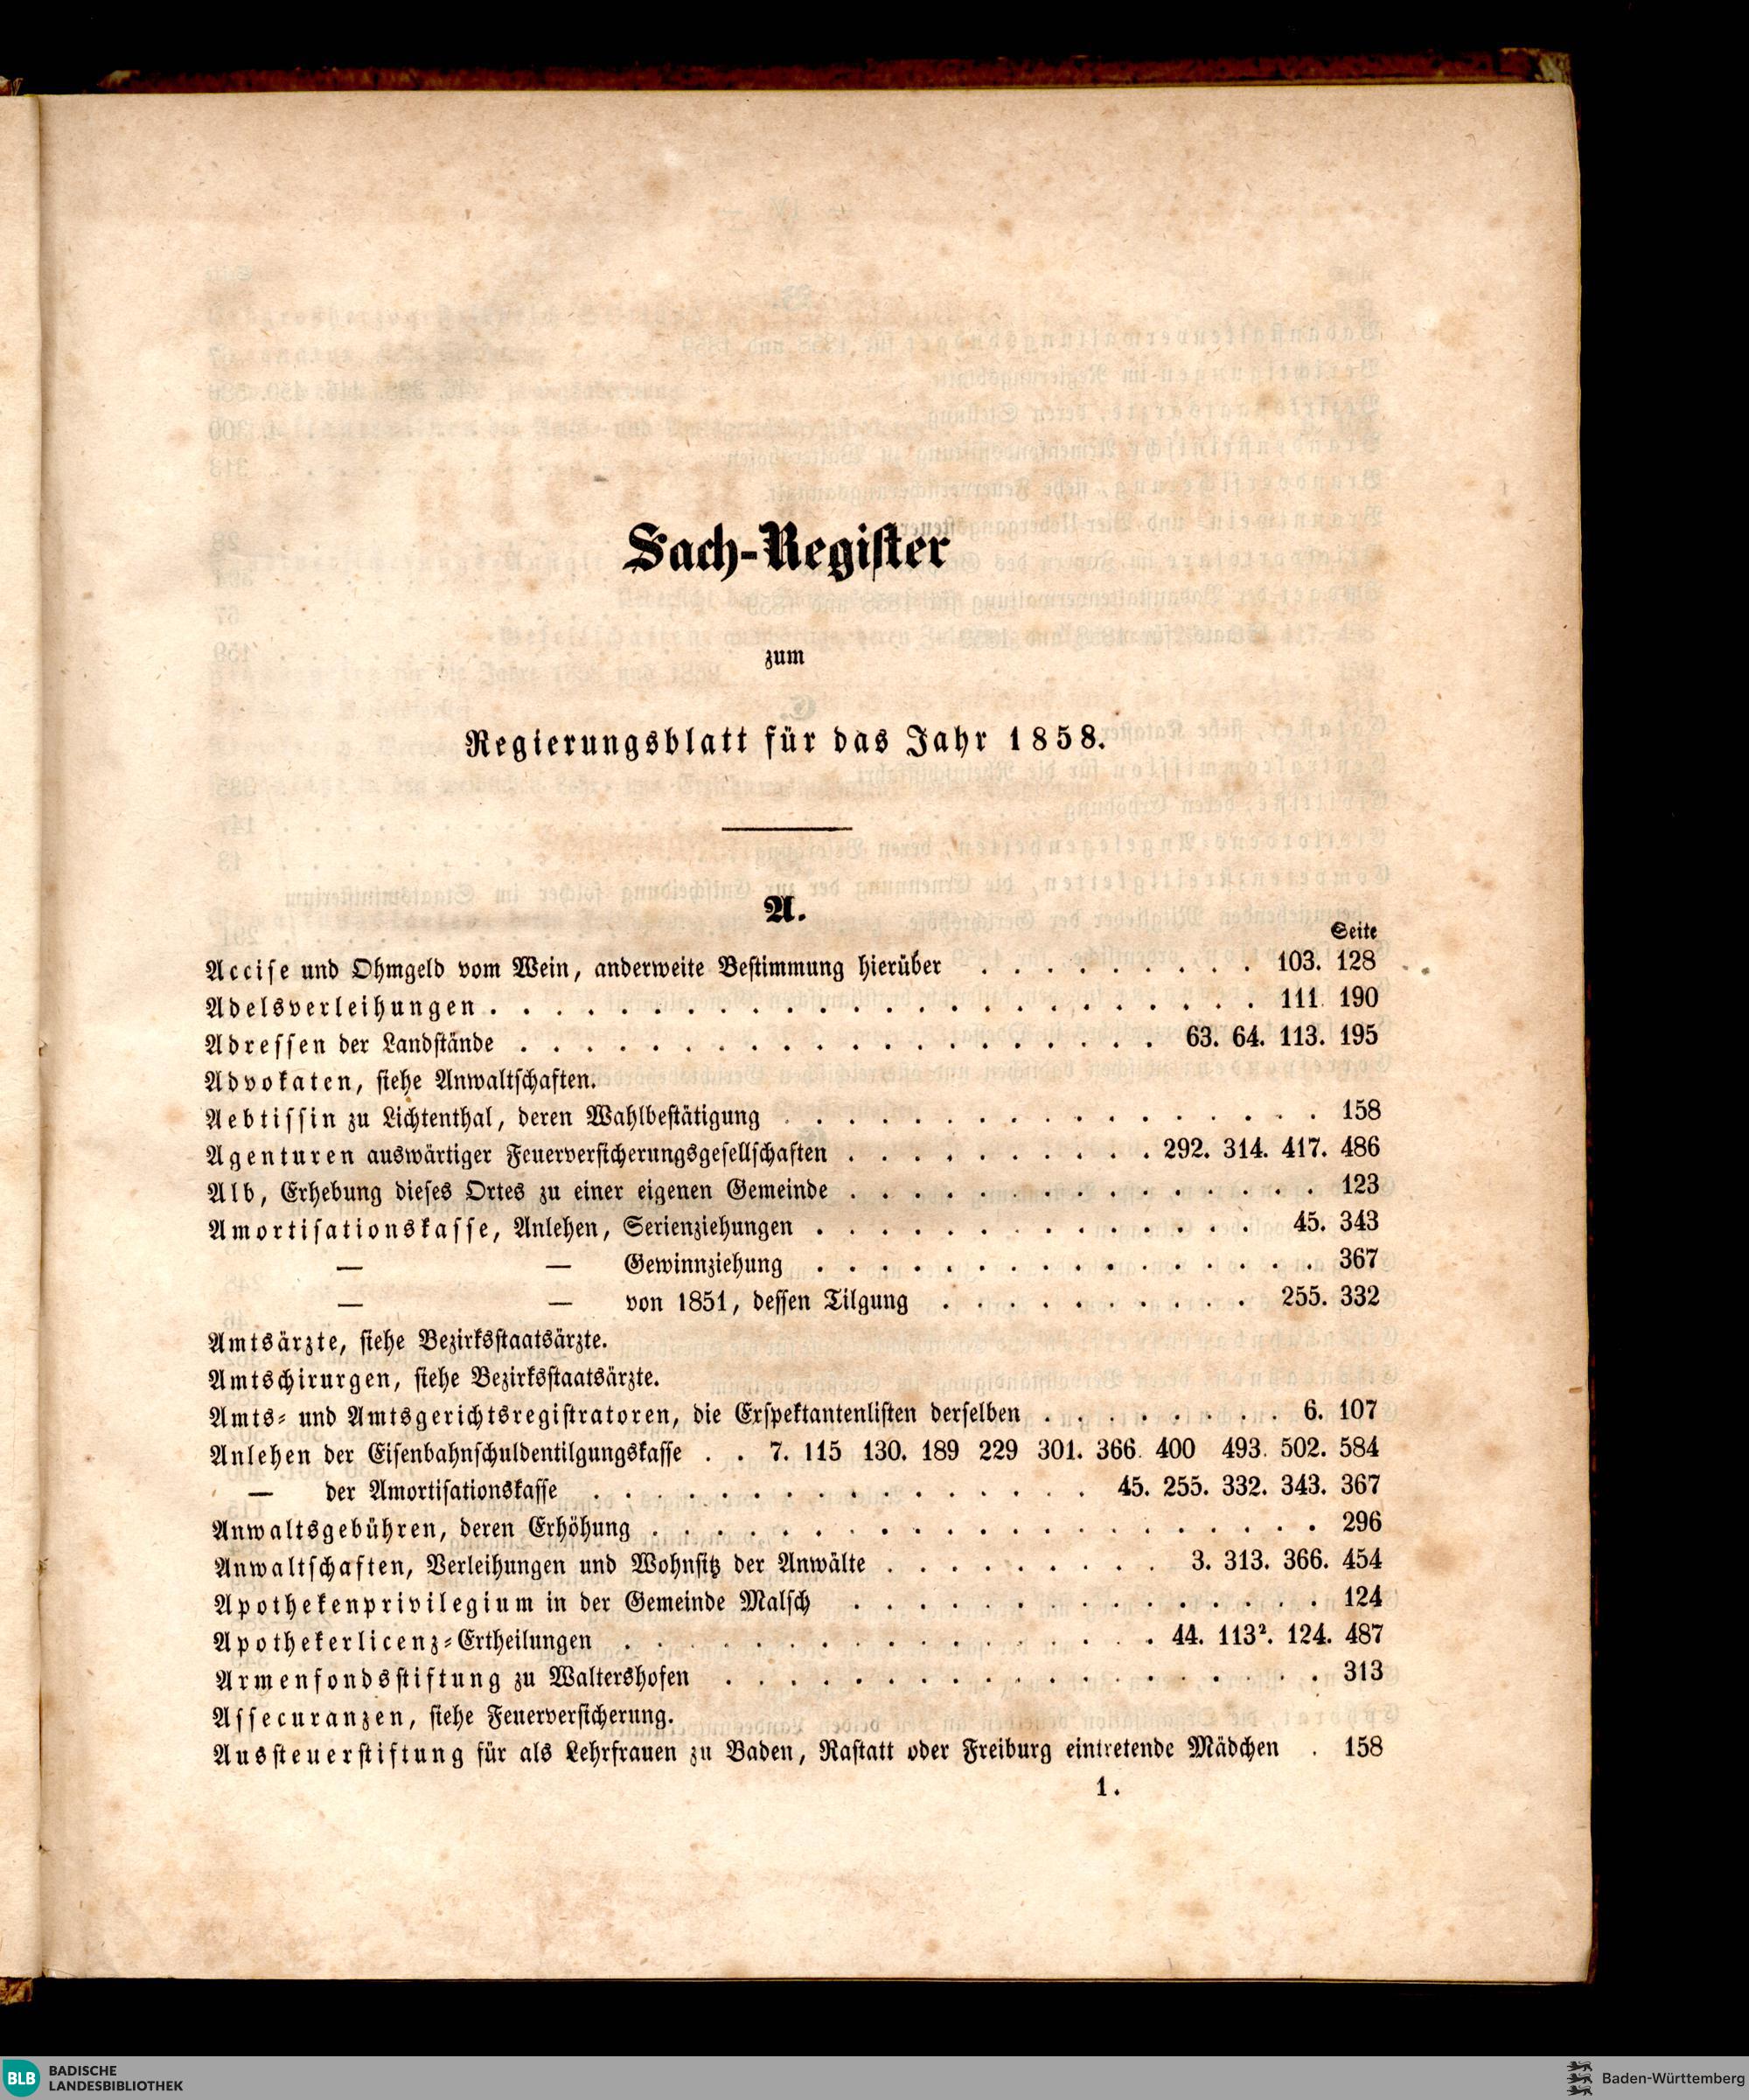 Sach-Register
zum
Regierungsblatt für das Jahr 1858.
A.
Seite
Accise und Ohmgeld vom Wein, anderweite Bestimmung hierüber . . . . . . . . . 103. 128
Adelsverleihungen . . . . . . . . . . . . . . . . . . . . . . . . 111. 190
Adressen der Landstände . . . . . . . . . . . . . . . . . . . . 63. 64. 113. 195
Advokaten, siehe Anwaltschaften.
Aebtissin zu Lichtenthal, deren Wahlbestätigung . . . . . . . . . . . . . . . . . 158
Agenturen auswärtiger Feuerversicherungsgesellschaften . . . . . . . . . . 292. 314. 417. 486
Alb, Erhebung dieses Ortes zu einer eigenen Gemeinde . . . . . . . . . . . . . . . 123
Amortisationskasse, Anlehen, Serienziehungen . . . . . . . . . . . . . . 45. 343
— — Gewinnziehung . . . . . . . . . . . . . . . . 367
— — von 1851, dessen Tilgung . . . . . . . . . . 255. 332
Amtsärzte, siehe Bezirksstaatsärzte.
Amtschirurgen, siehe Bezirksstaatsärzte.
Amts- und Amtsgerichtsregistratoren, die Erspektantenlisten derselben . . . . . . . . 6. 107
Anlehen der Eisenbahnschuldentilgungskasse . . 7. 115 130. 189 229 301. 366. 400 493. 502. 584
— der Amortisationskasse . . . . . . . . . . . . . . . . 45. 255. 332. 343. 367
Anwaltsgebühren, deren Erhöhung . . . . . . . . . . . . . . . . . . . . . 296
Anwaltschaften, Verleihungen und Wohnsitz der Anwälte . . . . . . . . . 3. 313. 366. 454
Apothekenprivilegium in der Gemeinde Malsch . . . . . . . . . . . . . . . 124
Apothekerlicenz-Ertheilungen . . . . . . . . . . . . . . . . . 44. 113². 124. 487
Armenfondsstiftung zu Waltershofen . . . . . . . . . . . . . . . . . . . 313
Assecuranzen, siehe Feuerversicherung.
Aussteuerstiftung für als Lehrfrauen zu Baden, Rastatt oder Freiburg eintretende Mädchen . 158
1.
BLB BADISCHE
LANDESBIBLIOTHEK
Baden-Württemberg